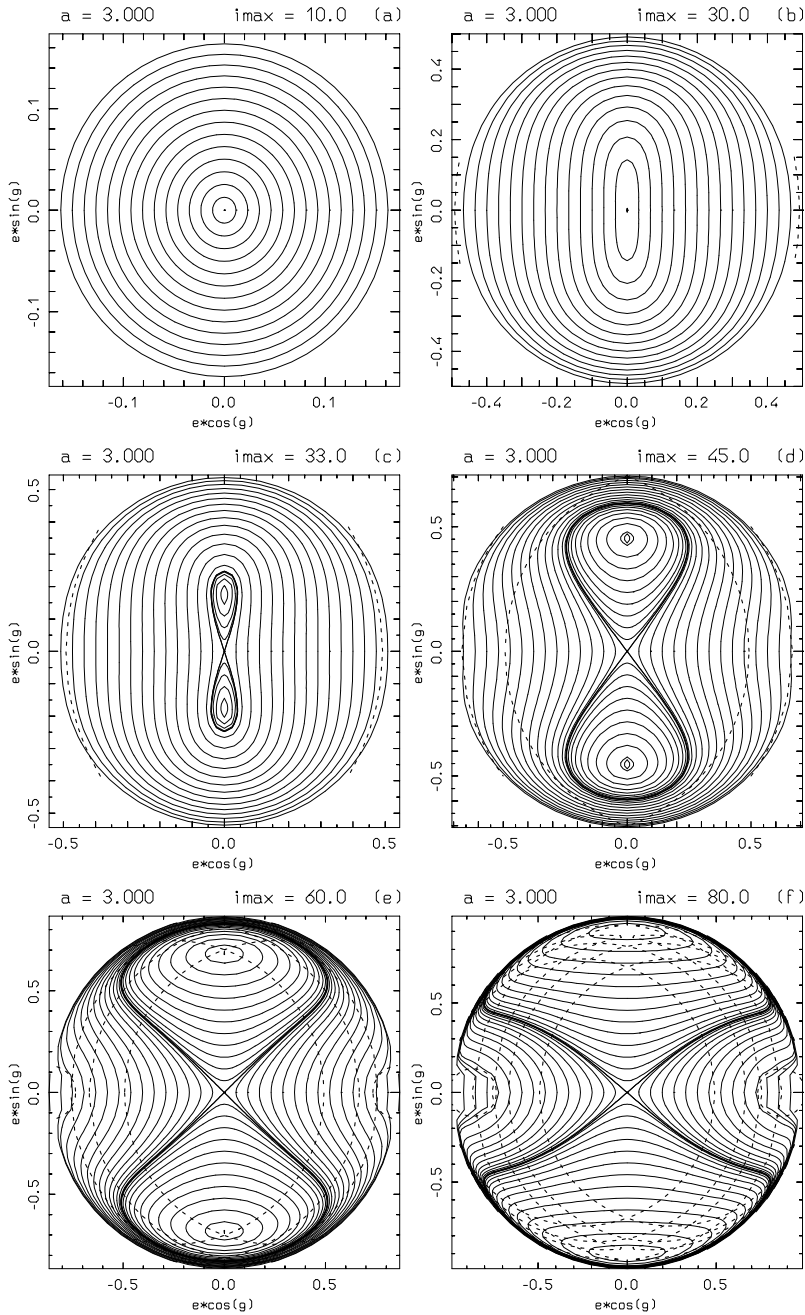 a = 3.000 imax = 10.0 (a)
0.1
0.0
-0.1
e*sin(g)
-0.1 0.0 0.1
e*cos(g)
a = 3.000 imax = 30.0 (b)
0.4
0.2
0.0
-0.2
-0.4
e*sin(g)
-0.4 -0.2 0.0 0.2 0.4
e*cos(g)
a = 3.000 imax = 33.0 (c)
0.5
0.0
-0.5
e*sin(g)
-0.5 0.0 0.5
e*cos(g)
a = 3.000 imax = 45.0 (d)
0.5
0.0
-0.5
e*sin(g)
-0.5 0.0 0.5
e*cos(g)
a = 3.000 imax = 60.0 (e)
0.5
0.0
-0.5
e*sin(g)
-0.5 0.0 0.5
e*cos(g)
a = 3.000 imax = 80.0 (f)
0.5
0.0
-0.5
e*sin(g)
-0.5 0.0 0.5
e*cos(g)